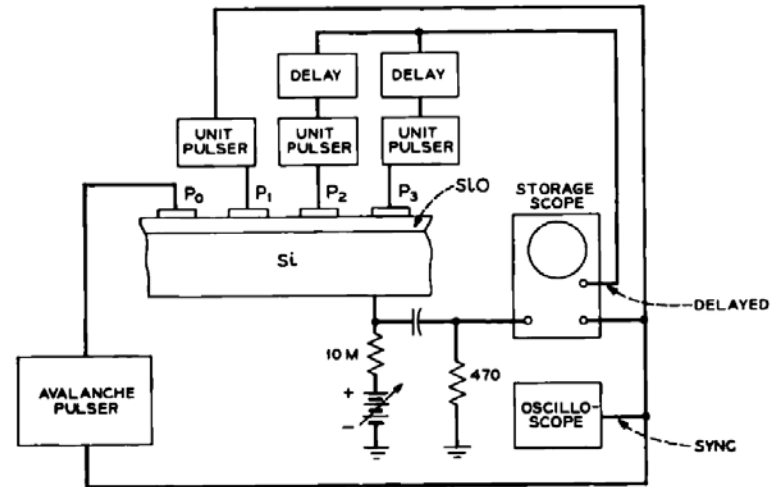 DELAY
DELAY
UNIT
PULSER
UNIT
PULSER
UNIT
PULSER
P0
P1
P2
P3
SiO
STORAGE
SCOPE
Si
DELAYED
10 M
470
+
−
AVALANCHE
PULSER
OSCILLO-
SCOPE
SYNC